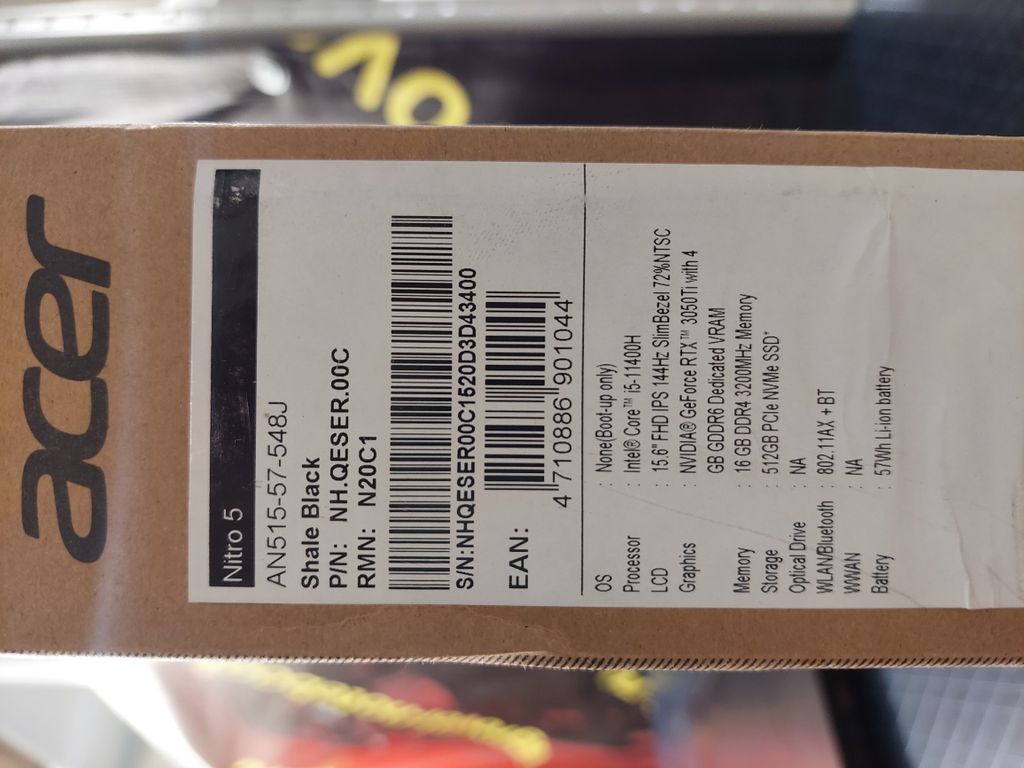 acer
Nitro 5
AN515-57-548J
Shale Black
P/N: NH.QESER.00C
RMN: N20C1
S/N:NHQESER00C1520D3D43400
EAN:
4 710886 901044
OS : None(Boot-up only)
Processor : Intel® Core™ i5-11400H
LCD : 15.6" FHD IPS 144Hz SlimBezel 72%NTSC
Graphics : NVIDIA® GeForce RTX™ 3050Ti with 4
GB GDDR6 Dedicated VRAM
Memory : 16 GB DDR4 3200MHz Memory
Storage : 512GB PCIe NVMe SSD*
Optical Drive : NA
WLAN/Bluetooth : 802.11AX + BT
WWAN : NA
Battery : 57Wh Li-ion battery